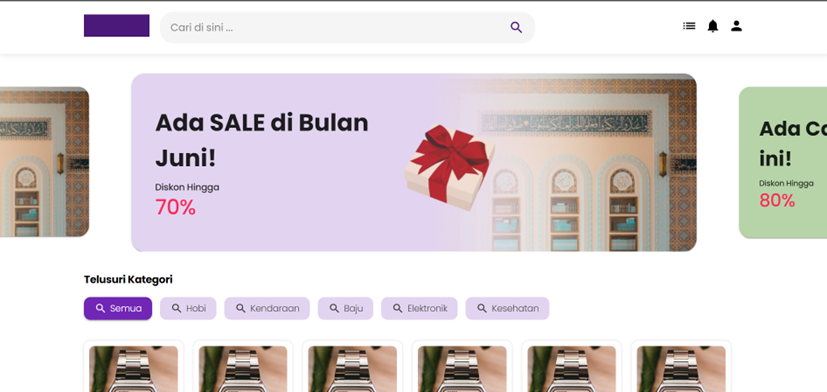 Cari di sini ...
Ada SALE di Bulan
Juni!
Diskon Hingga
70%
Ada
ini!
Diskon Hingga
80%
Telusuri Kategori
Semua
Hobi
Kendaraan
Baju
Elektronik
Kesehatan